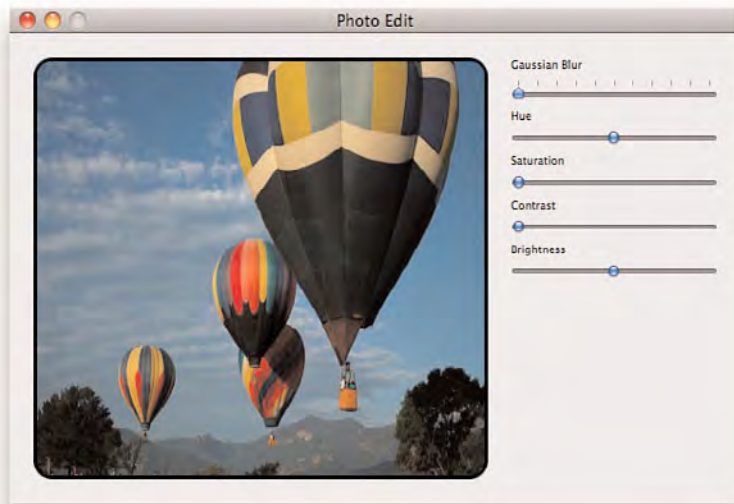 Photo Edit
Gaussian Blur
Hue
Saturation
Contrast
Brightness